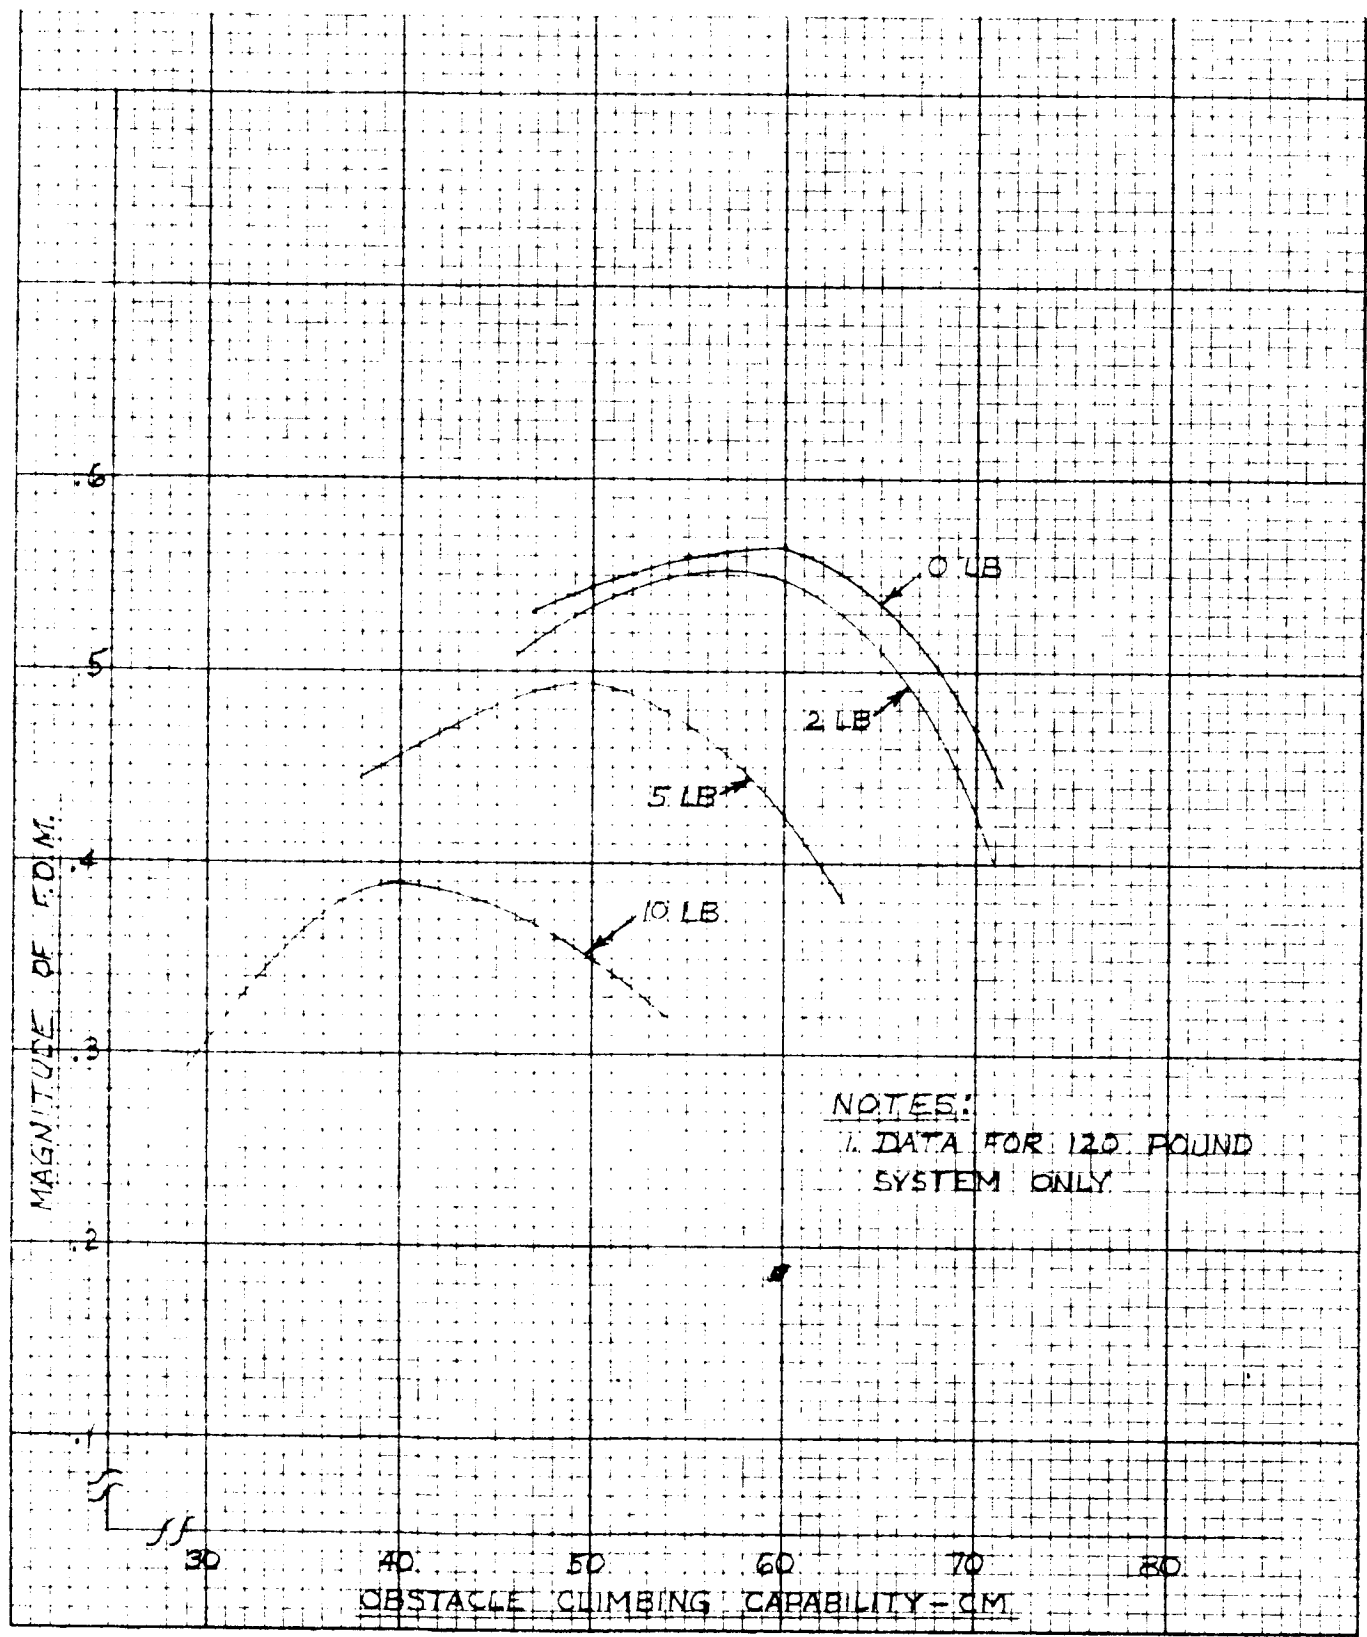 .6
0 LB
.5
2 LB
5 LB
.4
10 LB
.3
MAGNITUDE OF F.O.M.
NOTES:
1. DATA FOR 120 POUND
SYSTEM ONLY
.2
.1
30 40 50 60 70 80
OBSTACLE CLIMBING CAPABILITY - CM